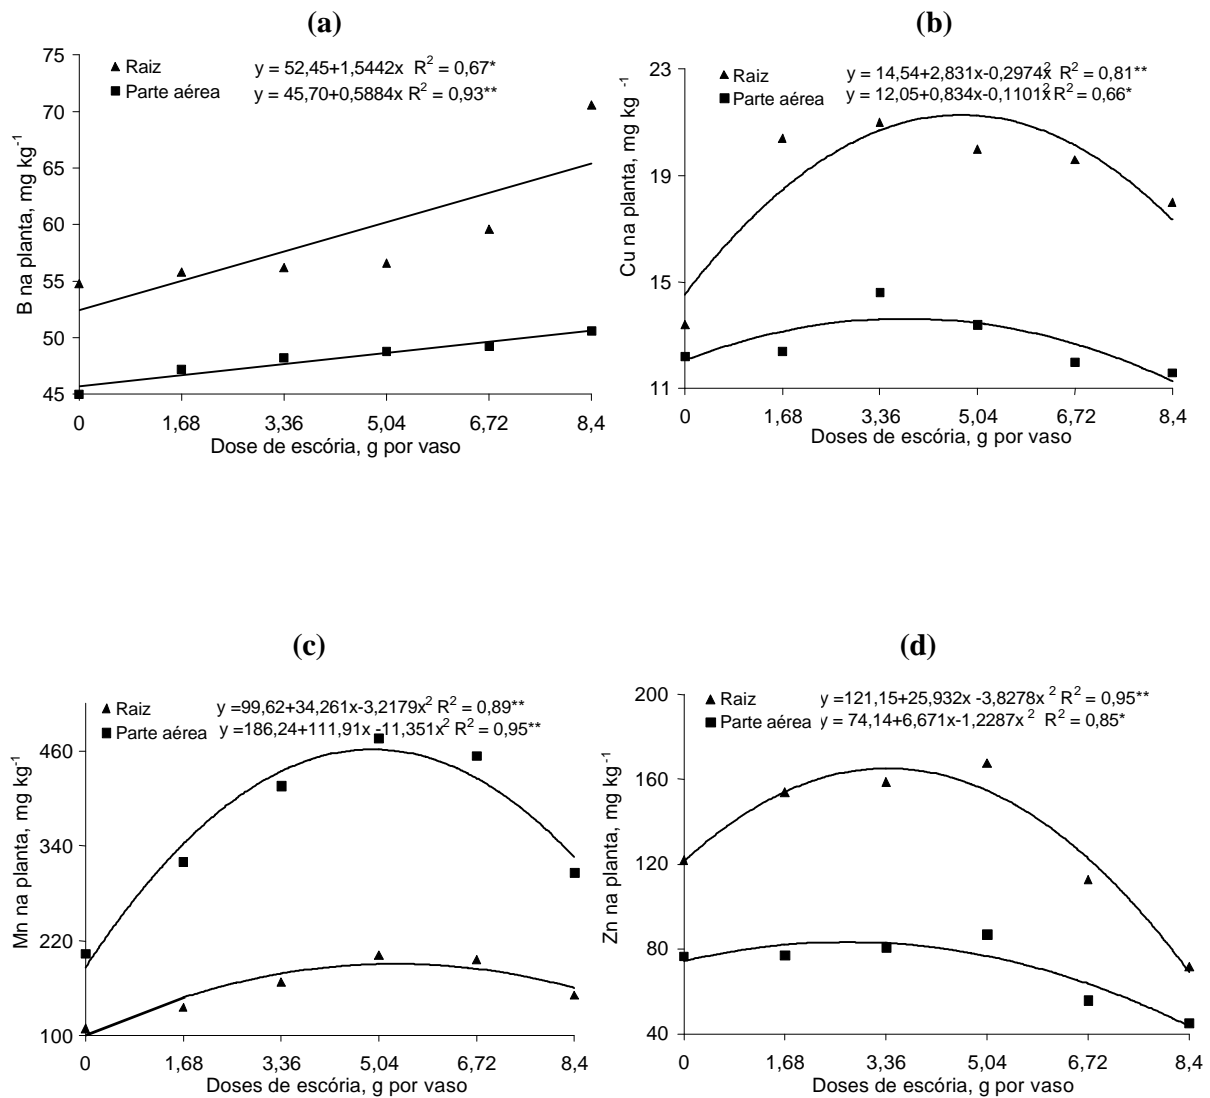 (a)
75
70
65
60
55
50
45
B na planta, mg kg-1
▲ Raiz y = 52,45+1,5442x R2 = 0,67*
■ Parte aérea y = 45,70+0,5884x R2 = 0,93**
0 1,68 3,36 5,04 6,72 8,4
Dose de escória, g por vaso
(b)
23
19
15
11
Cu na planta, mg kg-1
▲ Raiz y = 14,54+2,831x-0,2974x2 R2 = 0,81**
■ Parte aérea y = 12,05+0,834x-0,1101x2 R2 = 0,66*
0 1,68 3,36 5,04 6,72 8,4
Doses de escória, g por vaso
(c)
460
340
220
100
Mn na planta, mg kg-1
▲ Raiz y =99,62+34,261x-3,2179x2 R2 = 0,89**
■ Parte aérea y =186,24+111,91x -11,351x2 R2 = 0,95**
0 1,68 3,36 5,04 6,72 8,4
Doses de escória, g por vaso
(d)
200
160
120
80
40
Zn na planta, mg kg-1
▲ Raiz y=121,15+25,932x -3,8278x2 R2 = 0,95**
■ Parte aérea y = 74,14+6,671x-1,2287x2 R2 = 0,85*
0 1,68 3,36 5,04 6,72 8,4
Doses de escória, g por vaso